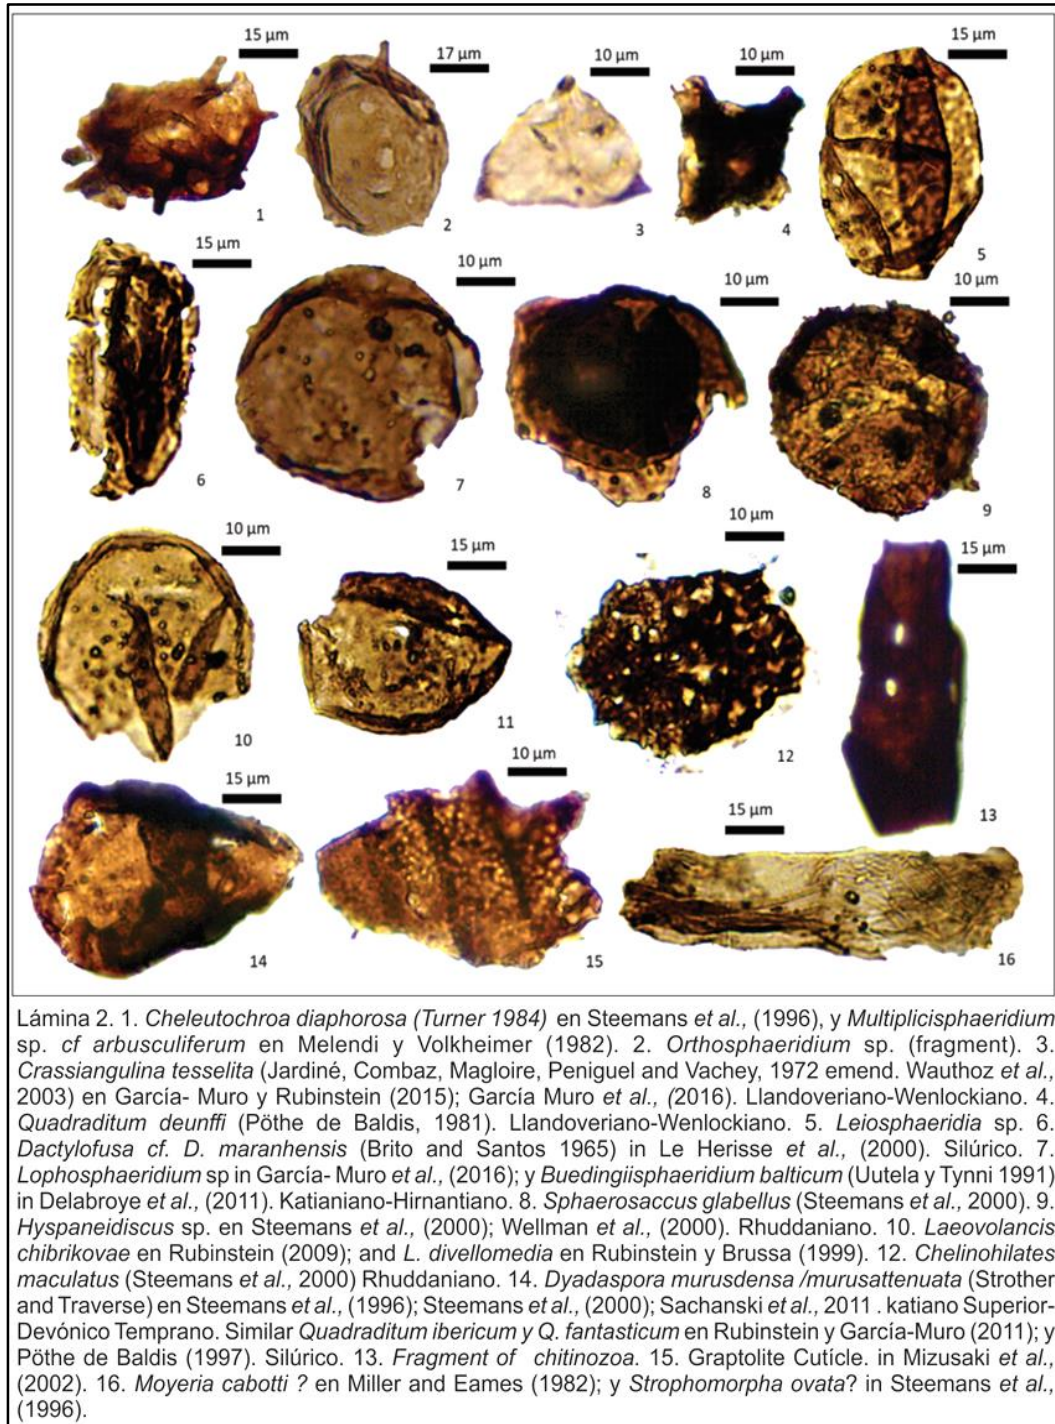 15 µm
17 µm
10 µm
10 µm
15 µm
1
2
3
4
5
15 µm
10 µm
10 µm
10 µm
6
7
8
9
10 µm
15 µm
10 µm
15 µm
10
11
12
13
15 µm
10 µm
15 µm
14
15
16
Lámina 2. 1. Cheleutochroa diaphorosa (Turner 1984) en Steemans et al., (1996), y Multiplicisphaeridium
sp. cf arbusculiferum en Melendi y Volkheimer (1982). 2. Orthosphaeridium sp. (fragment). 3.
Crassiangulina tesselita (Jardiné, Combaz, Magloire, Peniguel and Vachey, 1972 emend. Wauthoz et al.,
2003) en García- Muro y Rubinstein (2015); García Muro et al., (2016). Llandoveriano-Wenlockiano. 4.
Quadraditum deunffi (Pöthe de Baldis, 1981). Llandoveriano-Wenlockiano. 5. Leiosphaeridia sp. 6.
Dactylofusa cf. D. maranhensis (Brito and Santos 1965) in Le Herisse et al., (2000). Silúrico. 7.
Lophosphaeridium sp in García- Muro et al., (2016); y Buedingiisphaeridium balticum (Uutela y Tynni 1991)
in Delabroye et al., (2011). Katianiano-Hirnantiano. 8. Sphaerosaccus glabellus (Steemans et al., 2000). 9.
Hyspaneidiscus sp. en Steemans et al., (2000); Wellman et al., (2000). Rhuddaniano. 10. Laeovolancis
chibrikovae en Rubinstein (2009); and L. divellomedia en Rubinstein y Brussa (1999). 12. Chelinohilates
maculatus (Steemans et al., 2000) Rhuddaniano. 14. Dyadaspora murusdensa /murusattenuata (Strother
and Traverse) en Steemans et al., (1996); Steemans et al., (2000); Sachanski et al., 2011 . katiano Superior-
Devónico Temprano. Similar Quadraditum ibericum y Q. fantasticum en Rubinstein y García-Muro (2011); y
Pöthe de Baldis (1997). Silúrico. 13. Fragment of chitinozoa. 15. Graptolite Cutícle. in Mizusaki et al.,
(2002). 16. Moyeria cabotti ? en Miller and Eames (1982); y Strophomorpha ovata? in Steemans et al.,
(1996).